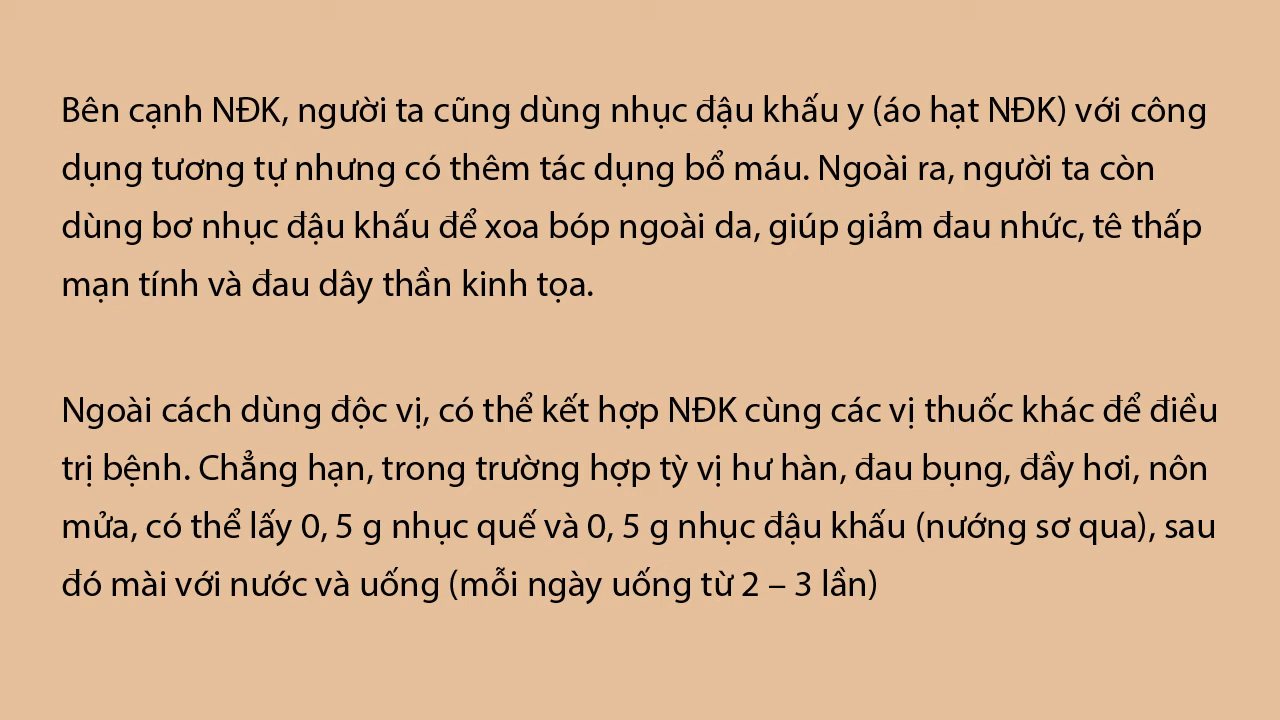 Bên cạnh NĐK, người ta cũng dùng nhục đậu khấu y (áo hạt NĐK) với công
dụng tương tự nhưng có thêm tác dụng bổ máu. Ngoài ra, người ta còn
dùng bơ nhục đậu khấu để xoa bóp ngoài da, giúp giảm đau nhức, tê thấp
mạn tính và đau dây thần kinh tọa.
Ngoài cách dùng độc vị, có thể kết hợp NĐK cùng các vị thuốc khác để điều
trị bệnh. Chẳng hạn, trong trường hợp tỳ vị hư hàn, đau bụng, đầy hơi, nôn
mửa, có thể lấy 0, 5 g nhục quế và 0, 5 g nhục đậu khấu (nướng sơ qua), sau
đó mài với nước và uống (mỗi ngày uống từ 2 – 3 lần)